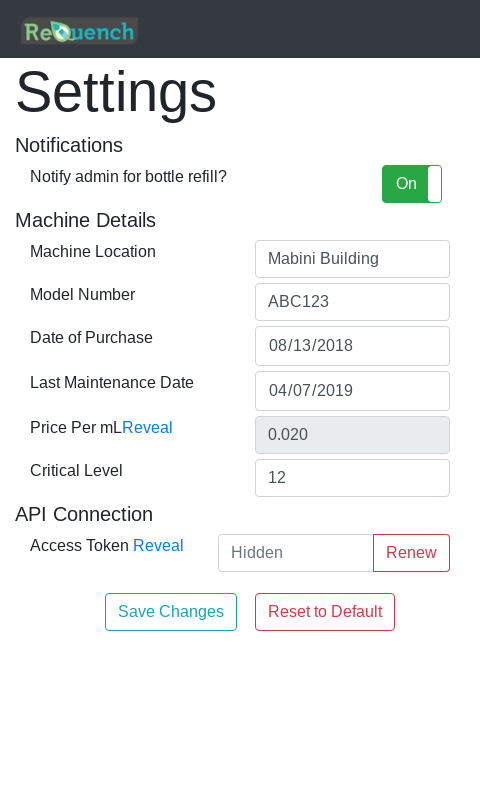 ReQuench
Settings
Notifications
Notify admin for bottle refill?
On
Machine Details
Machine Location
Mabini Building
Model Number
ABC123
Date of Purchase
08/13/2018
Last Maintenance Date
04/07/2019
Price Per mLReveal
0.020
Critical Level
12
API Connection
Access Token Reveal
Hidden
Renew
Save Changes
Reset to Default